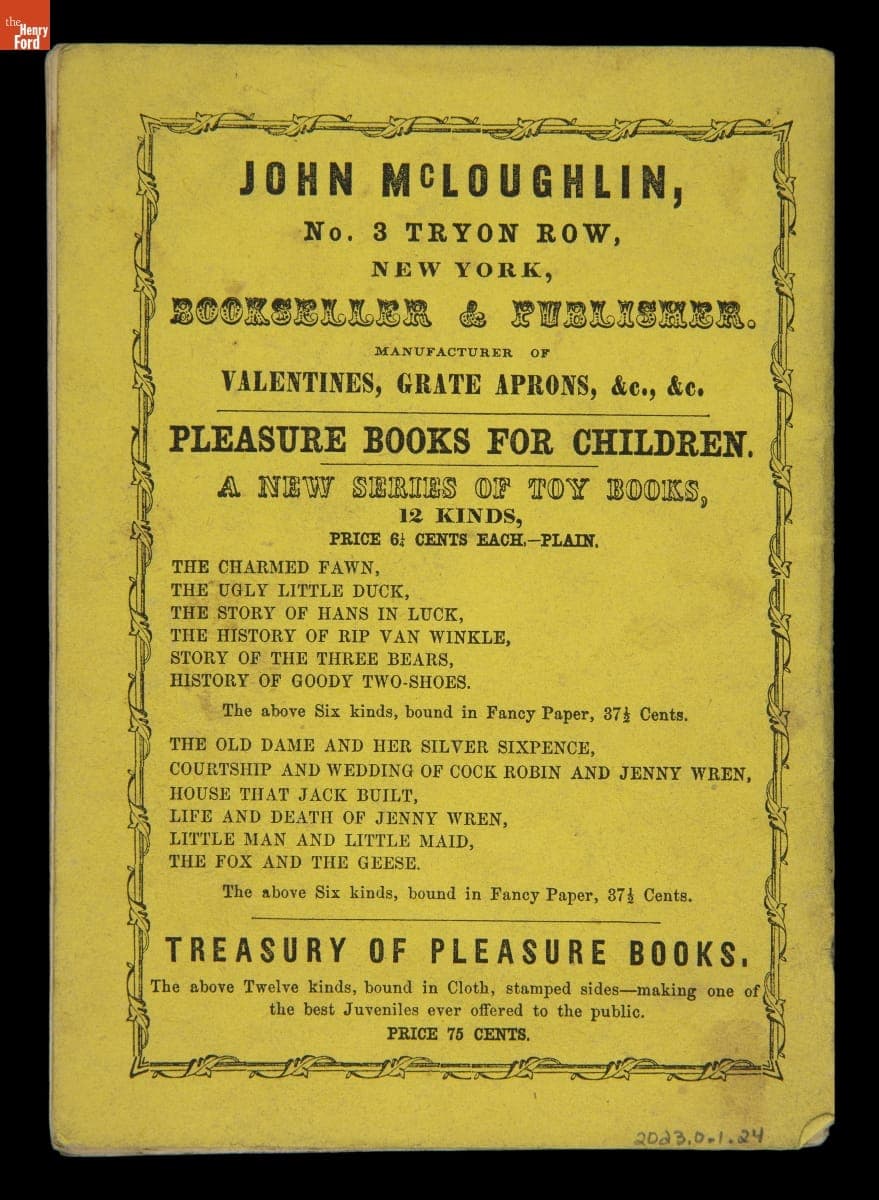 the
Henry
Ford
JOHN McLOUGHLIN,
No. 3 TRYON ROW,
NEW YORK,
BOOKSELLER & PUBLISHER.
MANUFACTURER OF
VALENTINES, GRATE APRONS, &c., &c.
PLEASURE BOOKS FOR CHILDREN.
A NEW SERIES OF TOY BOOKS,
12 KINDS,
PRICE 6¼ CENTS EACH.—PLAIN.
THE CHARMED FAWN,
THE UGLY LITTLE DUCK,
THE STORY OF HANS IN LUCK,
THE HISTORY OF RIP VAN WINKLE,
STORY OF THE THREE BEARS,
HISTORY OF GOODY TWO-SHOES.
The above Six kinds, bound in Fancy Paper, 37½ Cents.
THE OLD DAME AND HER SILVER SIXPENCE,
COURTSHIP AND WEDDING OF COCK ROBIN AND JENNY WREN,
HOUSE THAT JACK BUILT,
LIFE AND DEATH OF JENNY WREN,
LITTLE MAN AND LITTLE MAID,
THE FOX AND THE GEESE.
The above Six kinds, bound in Fancy Paper, 37½ Cents.
TREASURY OF PLEASURE BOOKS.
The above Twelve kinds, bound in Cloth, stamped sides—making one of
the best Juveniles ever offered to the public.
PRICE 75 CENTS.
2023.0.1.24